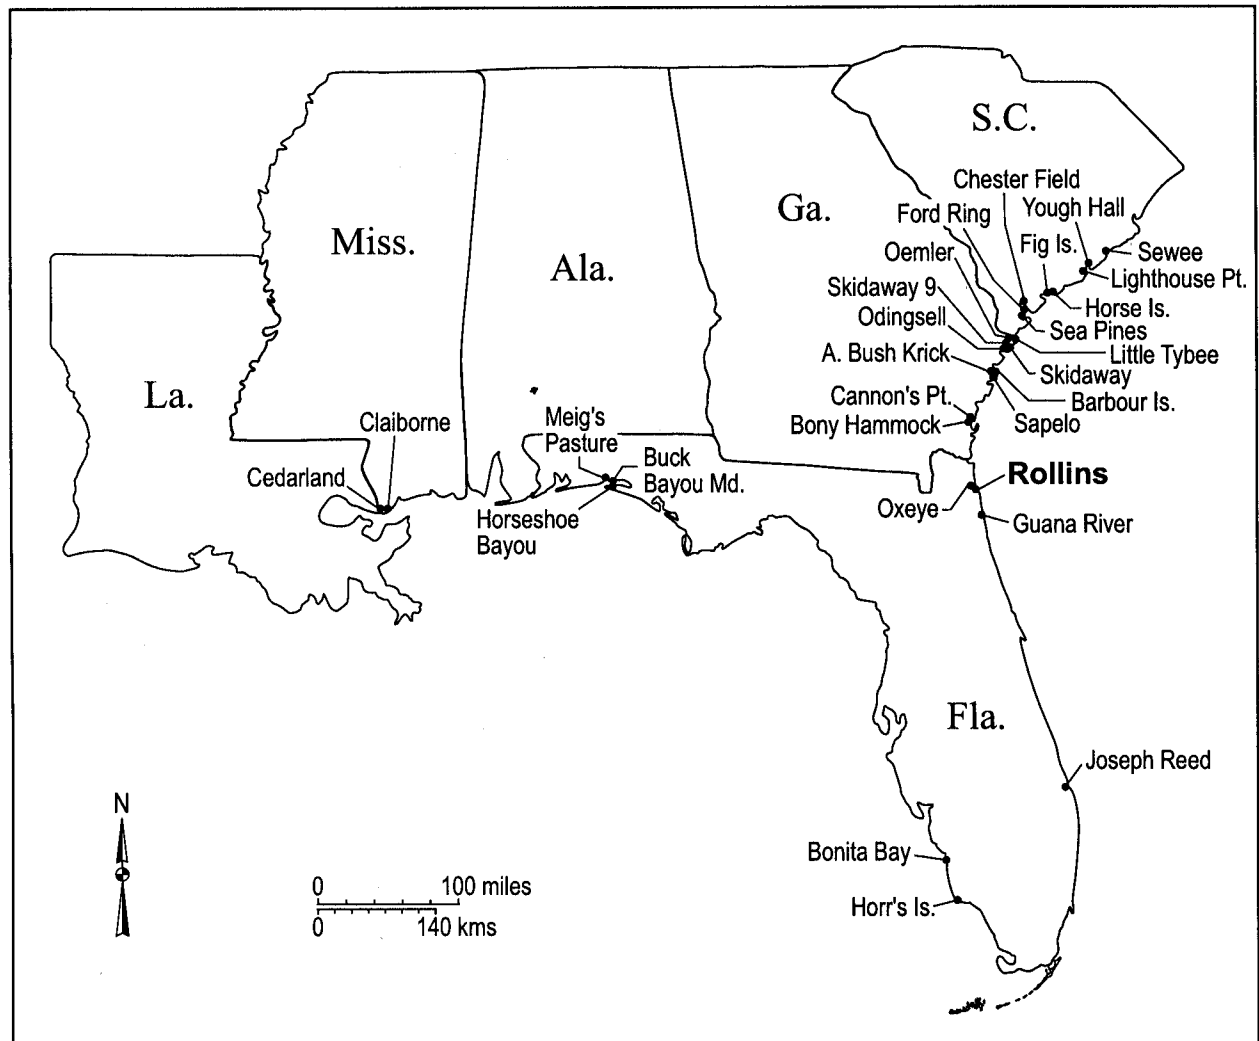 S.C.
Chester Field
Ford Ring
Yough Hall
Ga.
Oemler
Fig Is.
Sewee
Miss.
Ala.
Lighthouse Pt.
Skidaway 9
Horse Is.
Odingsell
Sea Pines
A. Bush Krick
Little Tybee
Skidaway
La.
Cannon's Pt.
Barbour Is.
Claiborne
Meig's
Pasture
Bony Hammock
Sapelo
Cedarland
Buck
Bayou Md.
Rollins
Horseshoe
Bayou
Oxeye
Guana River
Fla.
Joseph Reed
N
Bonita Bay
0 100 miles
Horr's Is.
0 140 kms